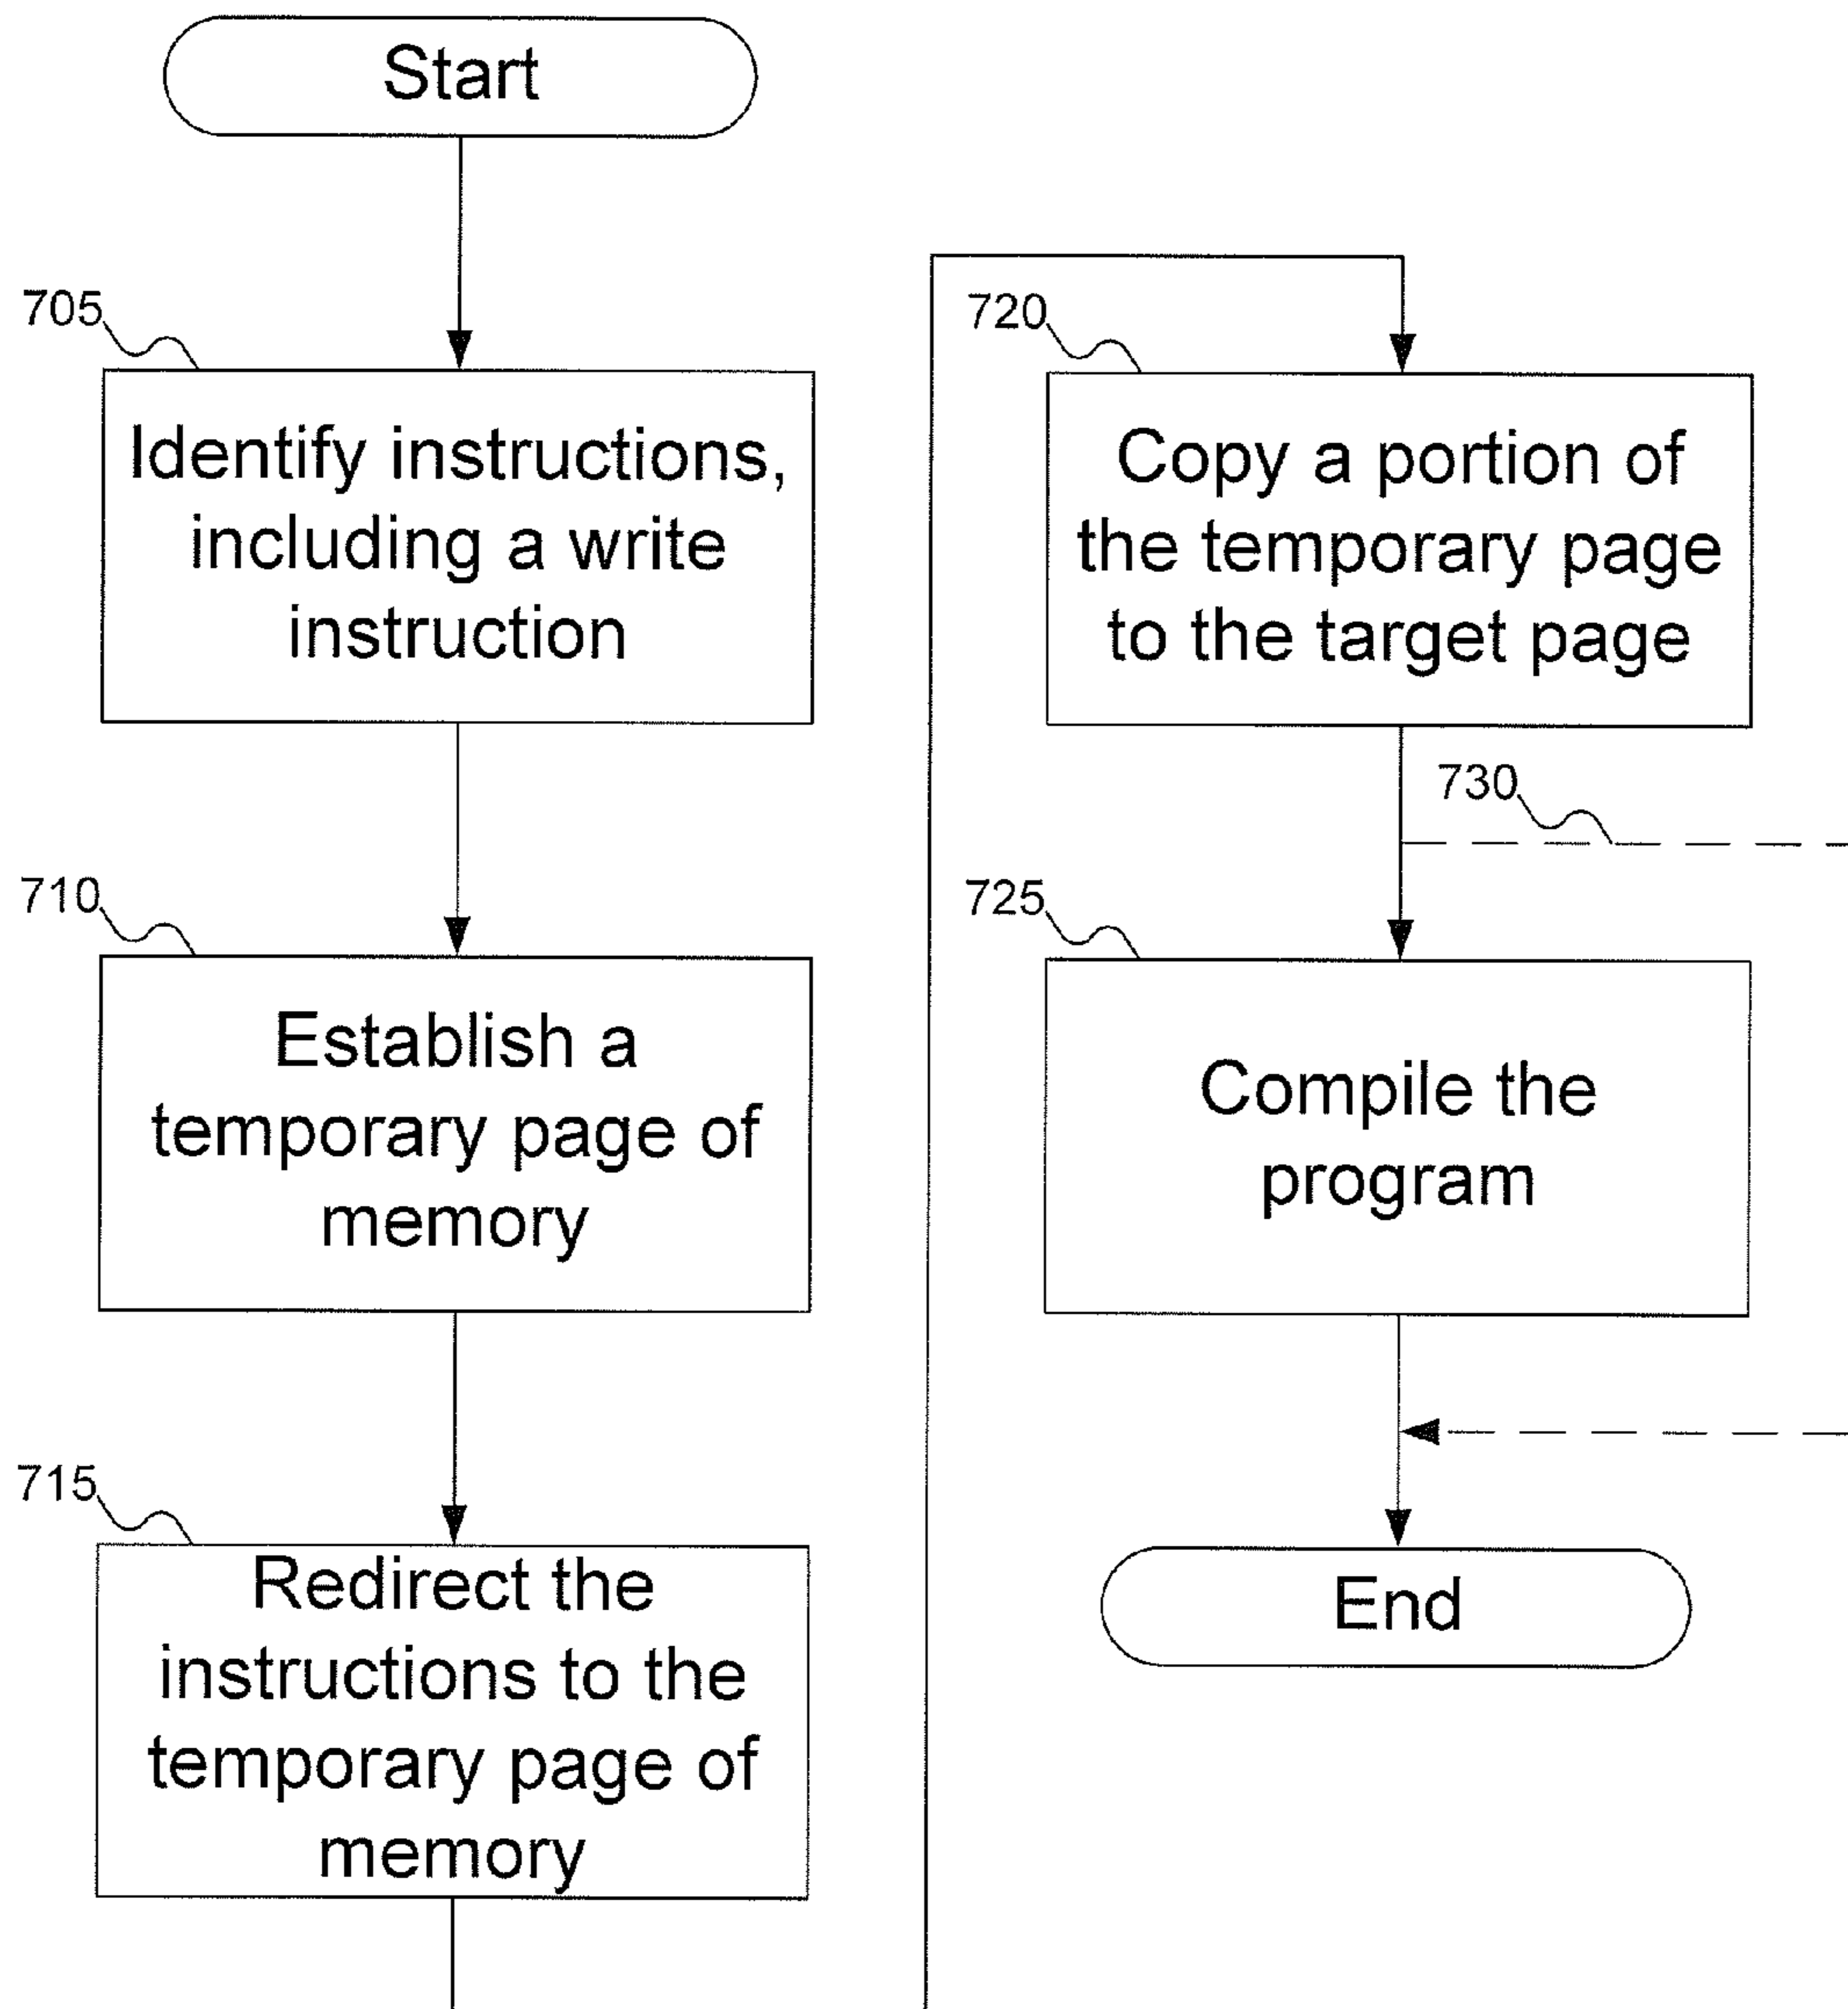 Start
705
Identify instructions,
including a write
instruction
710
Establish a
temporary page of
memory
715
Redirect the
instructions to the
temporary page of
memory
720
Copy a portion of
the temporary page
to the target page
730
725
Compile the
program
End